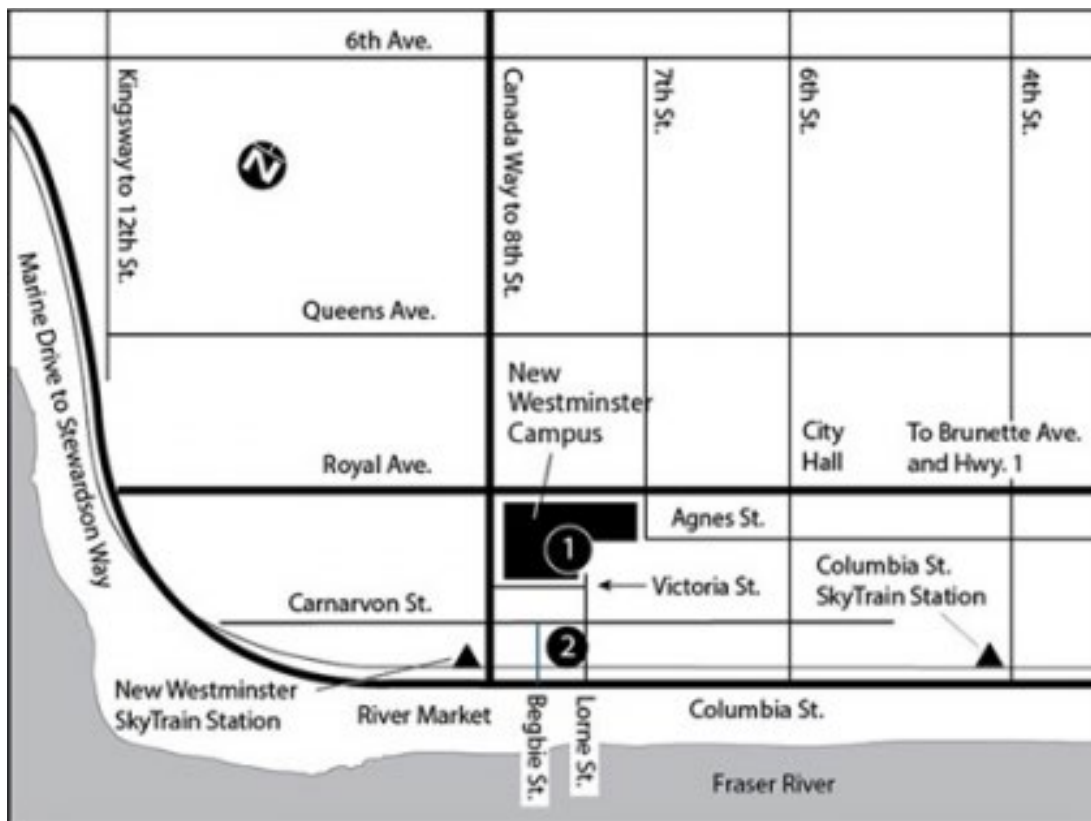 6th Ave.
Kingsway to 12th St.
Canada Way to 8th St.
7th St.
6th St.
4th St.
N
Marine Drive to Stewardson Way
Queens Ave.
New
Westminster
Campus
City
Hall
To Brunette Ave.
and Hwy. 1
Royal Ave.
Agnes St.
1
Columbia St.
SkyTrain Station
Victoria St.
Carnarvon St.
2
New Westminster
SkyTrain Station
River Market
Begbie St.
Lorne St.
Columbia St.
Fraser River